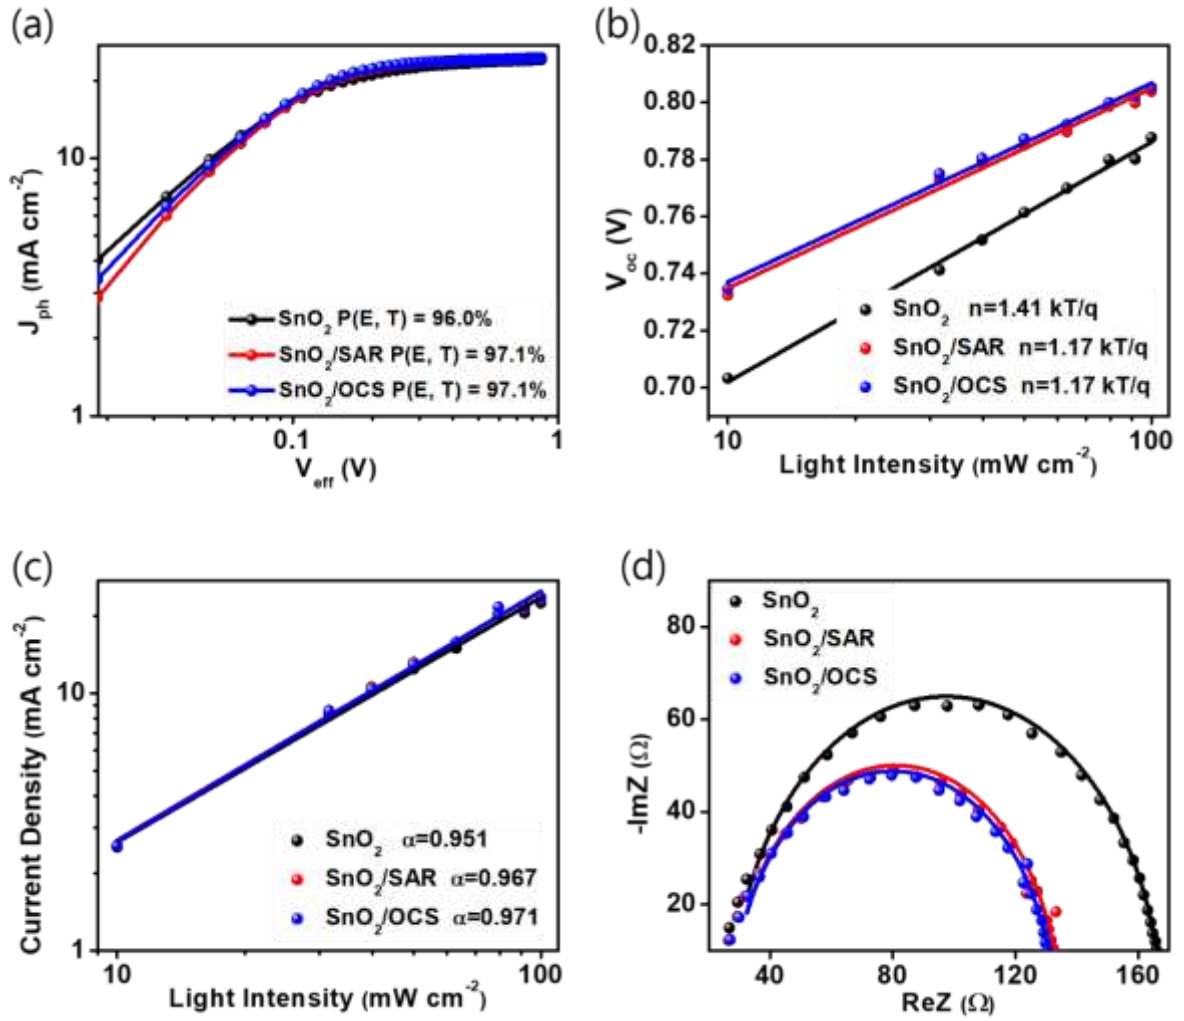 (a)
10
1
0.1
1
J_ph (mA cm⁻²)
V_eff (V)
SnO₂ P(E, T) = 96.0%
SnO₂/SAR P(E, T) = 97.1%
SnO₂/OCS P(E, T) = 97.1%
(b)
0.82
0.80
0.78
0.76
0.74
0.72
0.70
10
100
V_oc (V)
Light Intensity (mW cm⁻²)
SnO₂ n=1.41 kT/q
SnO₂/SAR n=1.17 kT/q
SnO₂/OCS n=1.17 kT/q
(c)
10
1
10
100
Current Density (mA cm⁻²)
Light Intensity (mW cm⁻²)
SnO₂ α=0.951
SnO₂/SAR α=0.967
SnO₂/OCS α=0.971
(d)
80
60
40
20
40
80
120
160
-ImZ (Ω)
ReZ (Ω)
SnO₂
SnO₂/SAR
SnO₂/OCS